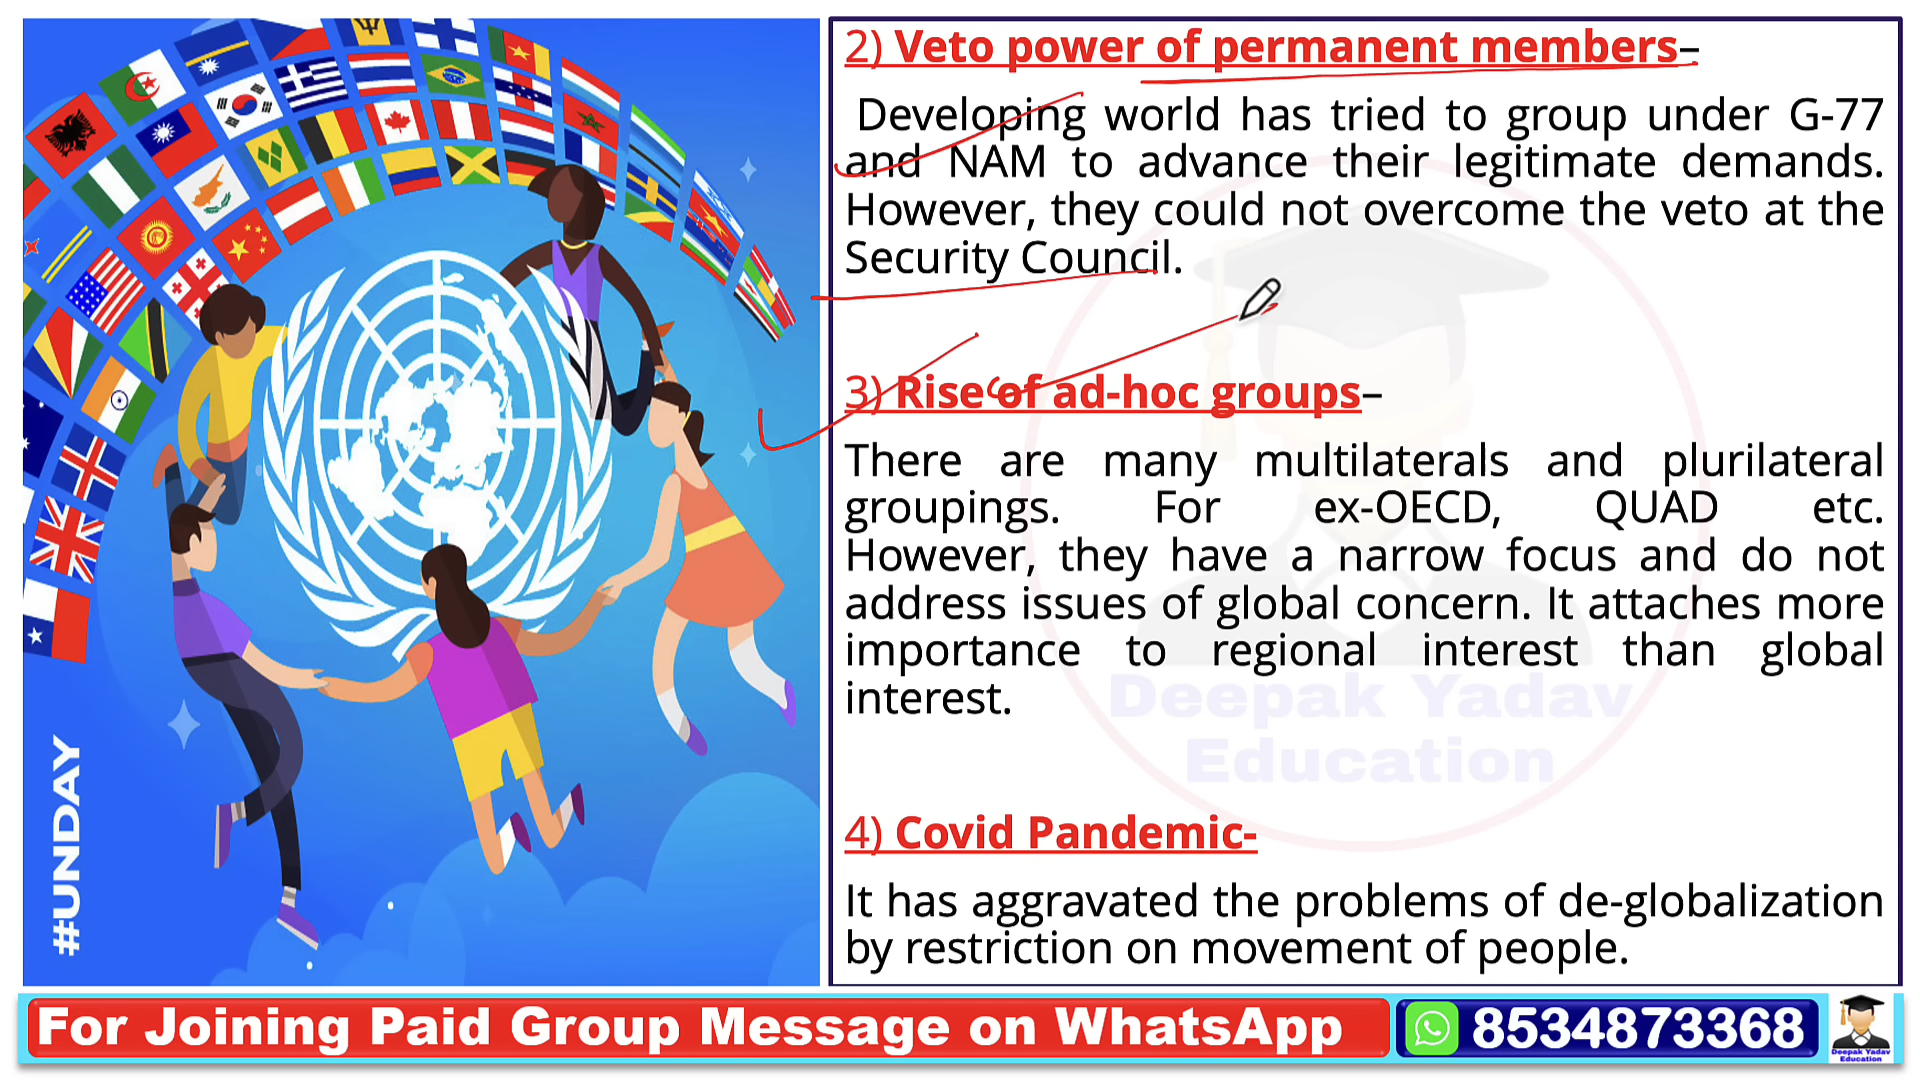 #UNDAY
2) Veto power of permanent members–
Developing world has tried to group under G-77
and NAM to advance their legitimate demands.
However, they could not overcome the veto at the
Security Council.
3) Rise of ad-hoc groups–
There are many multilaterals and plurilateral
groupings. For ex-OECD, QUAD etc.
However, they have a narrow focus and do not
address issues of global concern. It attaches more
importance to regional interest than global
interest.
Deepak Yadav
Education
4) Covid Pandemic-
It has aggravated the problems of de-globalization
by restriction on movement of people.
For Joining Paid Group Message on WhatsApp
8534873368
Deepak Yadav
Education